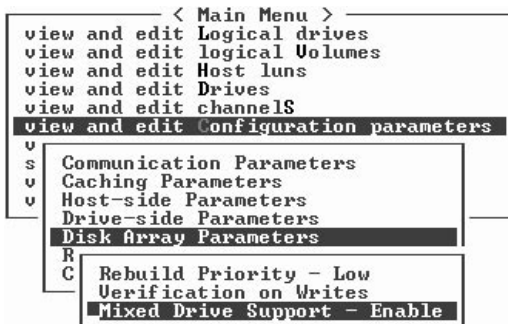 < Main Menu >
view and edit Logical drives
view and edit logical Volumes
view and edit Host luns
view and edit Drives
view and edit channelS
view and edit Configuration parameters
v
s
Communication Parameters
v
Caching Parameters
v
Host-side Parameters
Drive-side Parameters
Disk Array Parameters
R
C
Rebuild Priority - Low
Verification on Writes
Mixed Drive Support - Enable